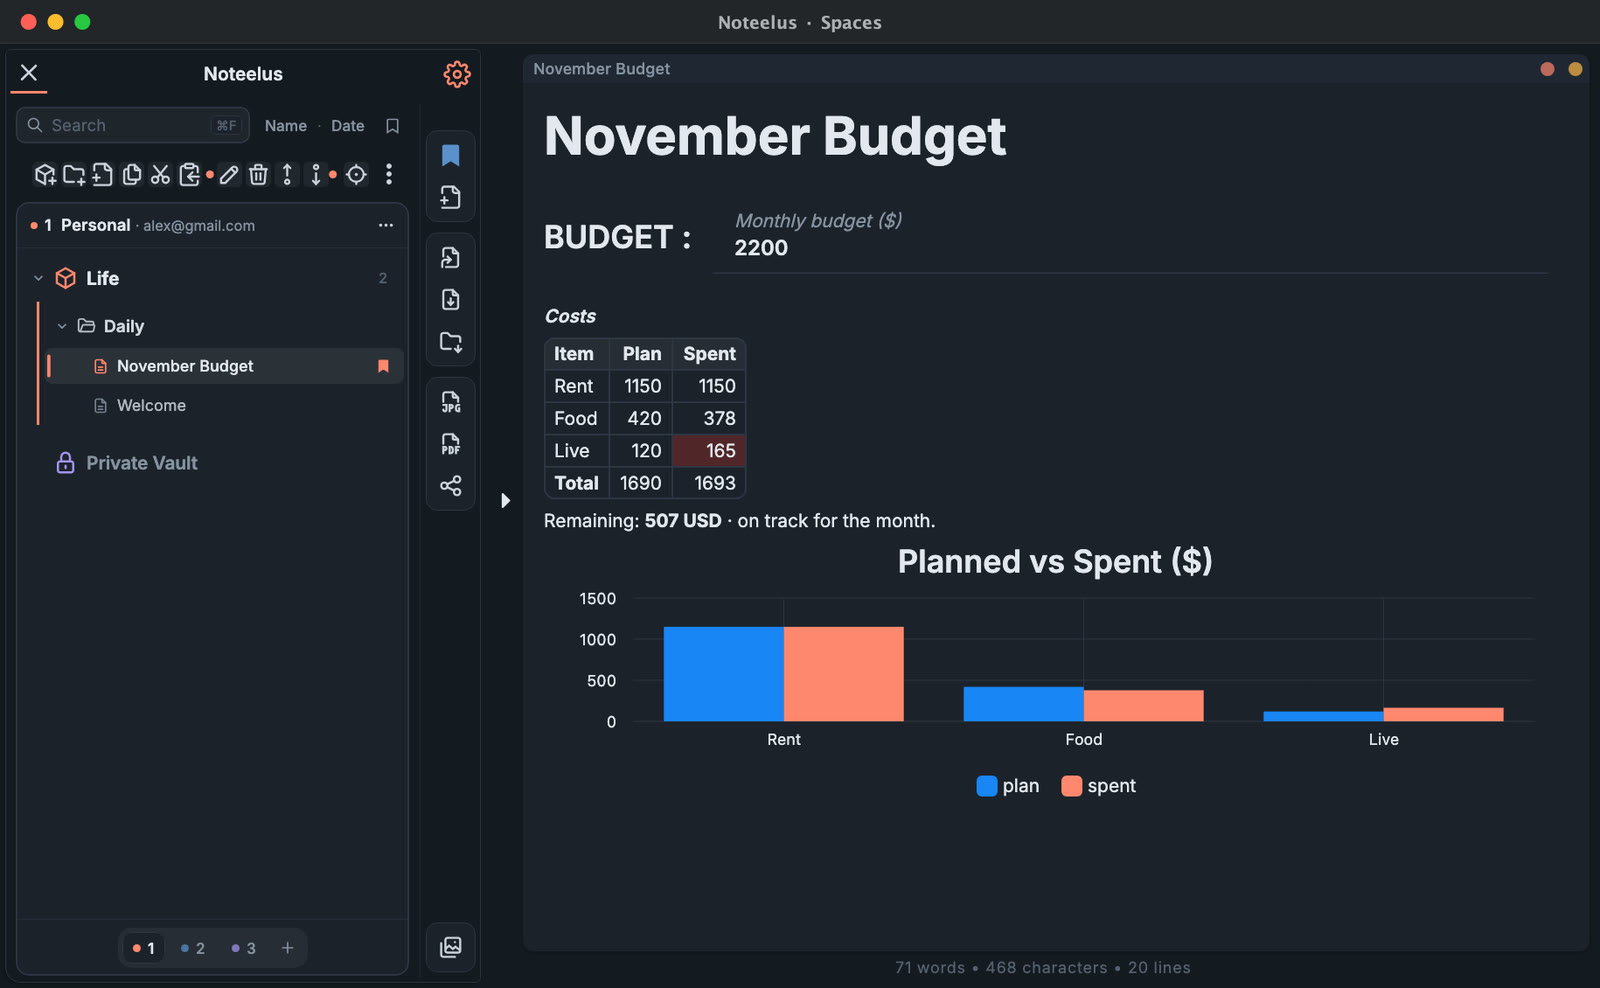 Noteelus · Spaces
Noteelus
Search ⌘F Name · Date
1 Personal · alex@gmail.com ···
Life 2
Daily
November Budget
Welcome
Private Vault
1 2 3 +
JPG
PDF
November Budget
November Budget
BUDGET : Monthly budget ($)
2200
Costs
Item Plan Spent
Rent 1150 1150
Food 420 378
Live 120 165
Total 1690 1693
Remaining: 507 USD · on track for the month.
Planned vs Spent ($)
1500
1000
500
0
Rent Food Live
plan spent
71 words • 468 characters • 20 lines